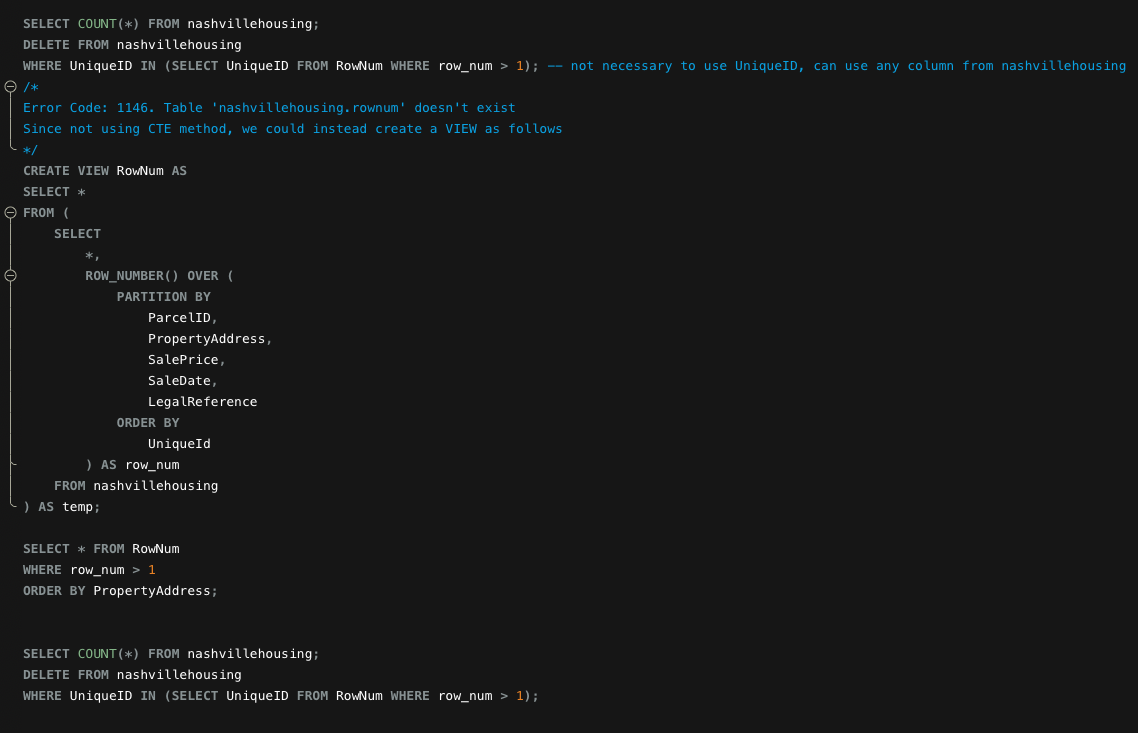 SELECT COUNT(*) FROM nashvillehousing;
DELETE FROM nashvillehousing
WHERE UniqueID IN (SELECT UniqueID FROM RowNum WHERE row_num > 1); -- not necessary to use UniqueID, can use any column from nashvillehousing
/*
Error Code: 1146. Table 'nashvillehousing.rownum' doesn't exist
Since not using CTE method, we could instead create a VIEW as follows
*/
CREATE VIEW RowNum AS
SELECT *
FROM (
    SELECT
        *,
        ROW_NUMBER() OVER (
            PARTITION BY
                ParcelID,
                PropertyAddress,
                SalePrice,
                SaleDate,
                LegalReference
            ORDER BY
                UniqueId
        ) AS row_num
    FROM nashvillehousing
) AS temp;
SELECT * FROM RowNum
WHERE row_num > 1
ORDER BY PropertyAddress;
SELECT COUNT(*) FROM nashvillehousing;
DELETE FROM nashvillehousing
WHERE UniqueID IN (SELECT UniqueID FROM RowNum WHERE row_num > 1);